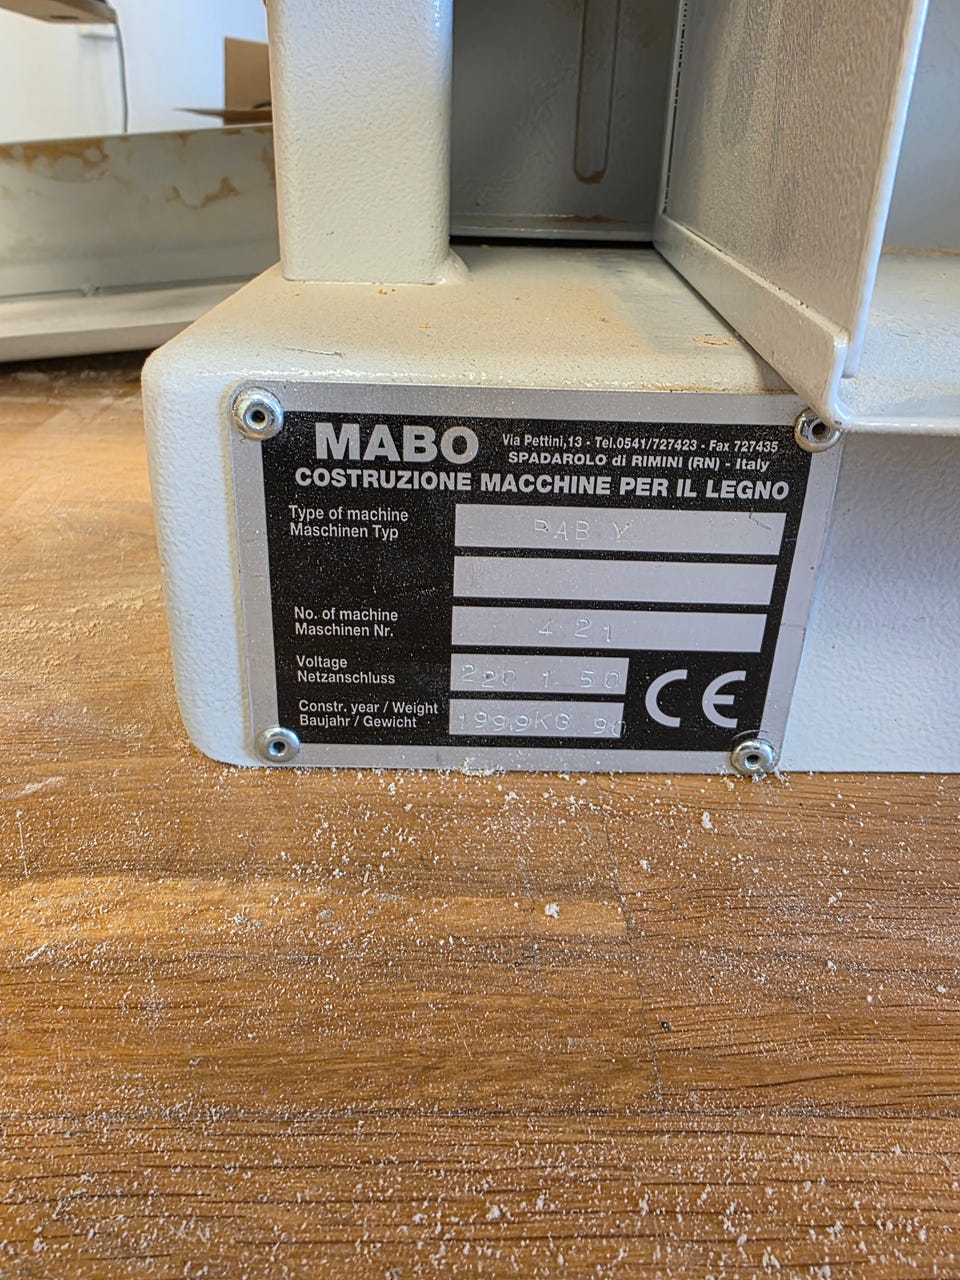 MABO
Via Pettini,13 - Tel.0541/727423 - Fax 727435
SPADAROLO di RIMINI (RN) - Italy
COSTRUZIONE MACCHINE PER IL LEGNO
Type of machine
Maschinen Typ
BABY
No. of machine
Maschinen Nr.
421
Voltage
Netzanschluss
220 1 50
Constr. year / Weight
Baujahr / Gewicht
1999 KG 90
CE